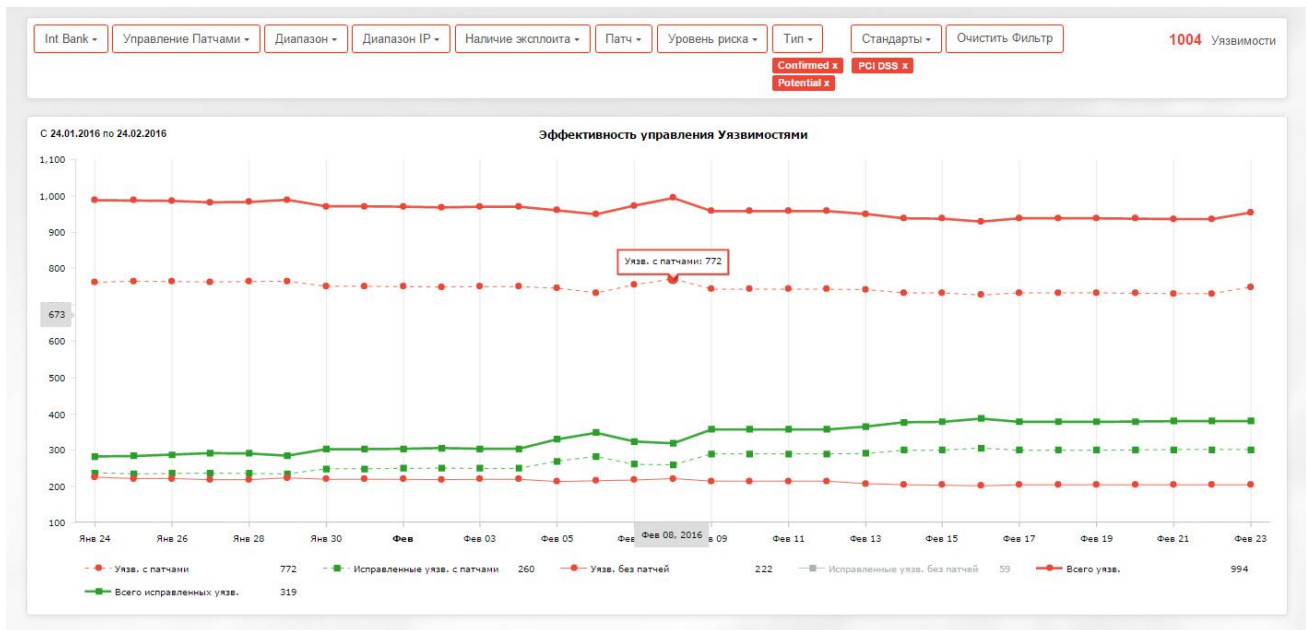 Int Bank Управление Патчами Диапазон Диапазон IP Наличие эксплоита Патч Уровень риска Тип Стандарты Очистить Фильтр 1004 Уязвимости
Confirmed x PCI DSS x
Potential x
С 24.01.2016 по 24.02.2016 Эффективность управления Уязвимостями
1,100
1,000
900
800
Уязв. с патчами: 772
673
600
500
400
300
200
100
Янв 24 Янв 26 Янв 28 Янв 30 Фев Фев 03 Фев 05 Фев Фев 08, 2016 в 09 Фев 11 Фев 13 Фев 15 Фев 17 Фев 19 Фев 21 Фев 23
Уязв. с патчами 772 Исправленные уязв. с патчами 260 Уязв. без патчей 222 Исправленные уязв. без патчей 59 Всего уязв. 994
Всего исправленных уязв. 319